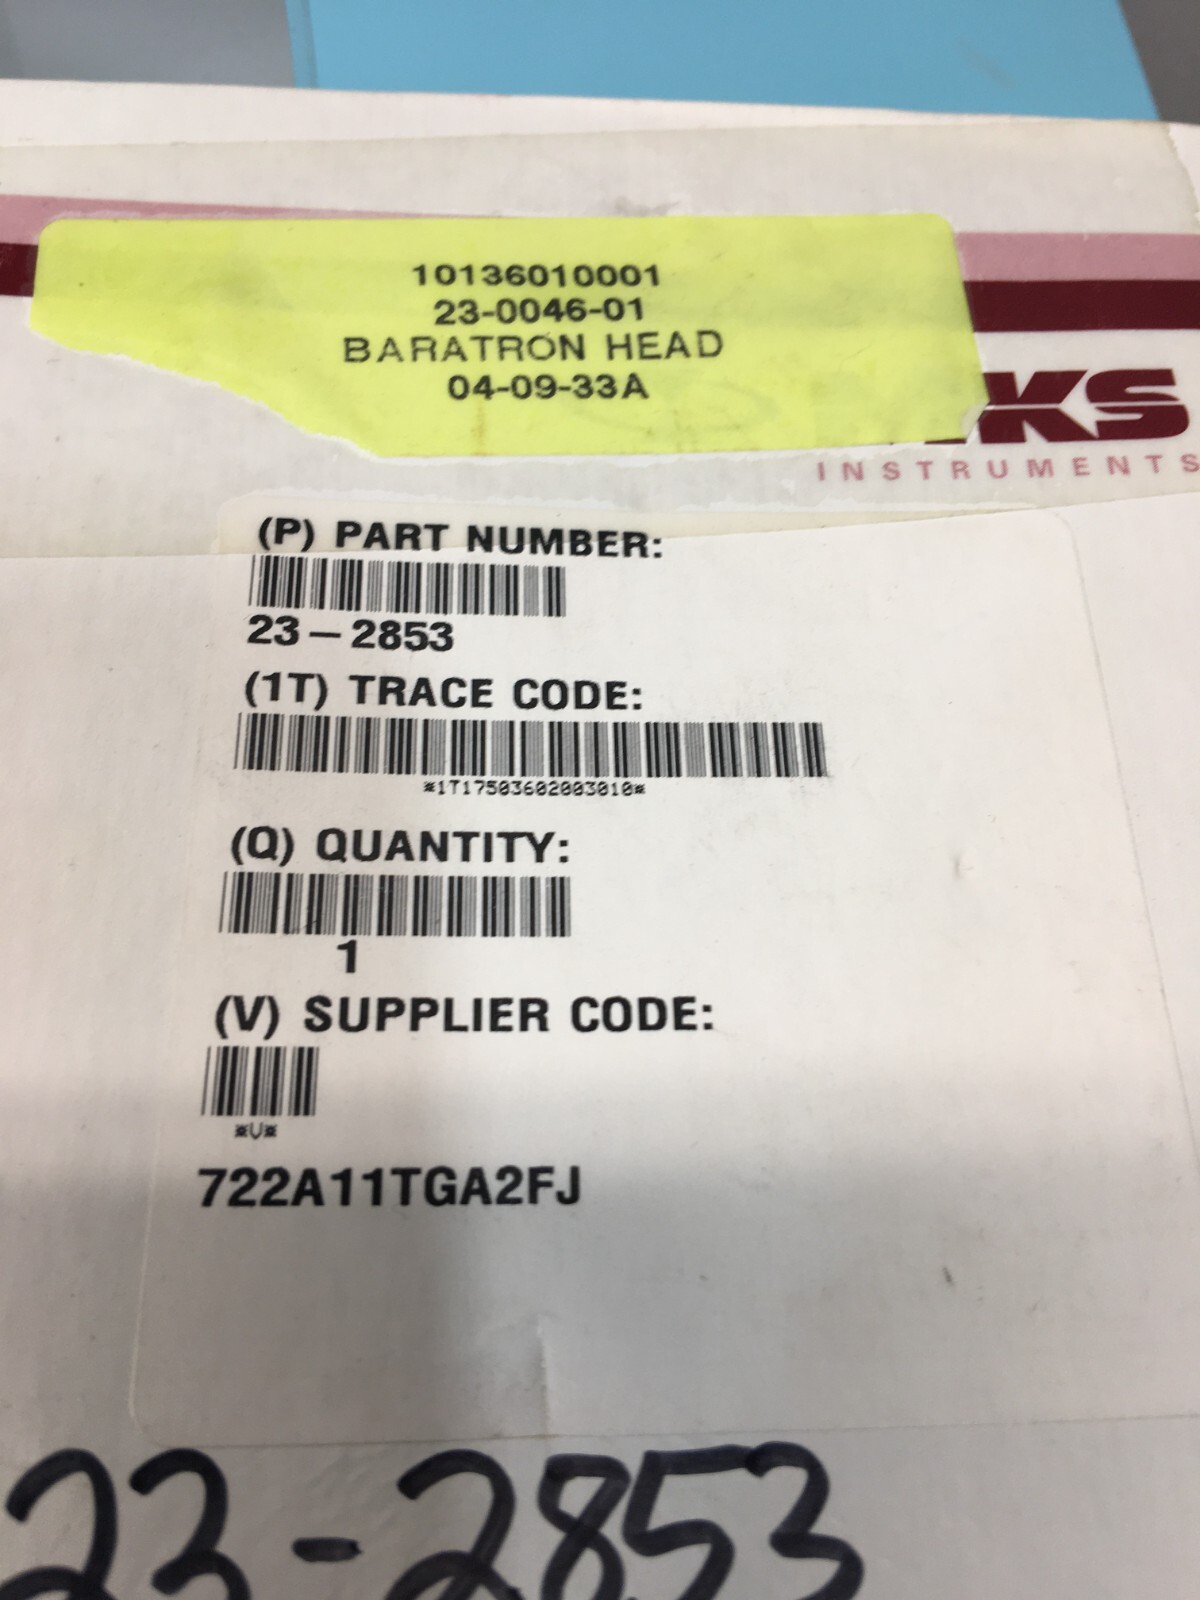 10136010001
23-0046-01
BARATRON HEAD
04-09-33A
INSTRUMENTS
(P) PART NUMBER:
23-2853
(1T) TRACE CODE:
*1T17503602003010*
(Q) QUANTITY:
1
(V) SUPPLIER CODE:
*V*
722A11TGA2FJ
23-2853